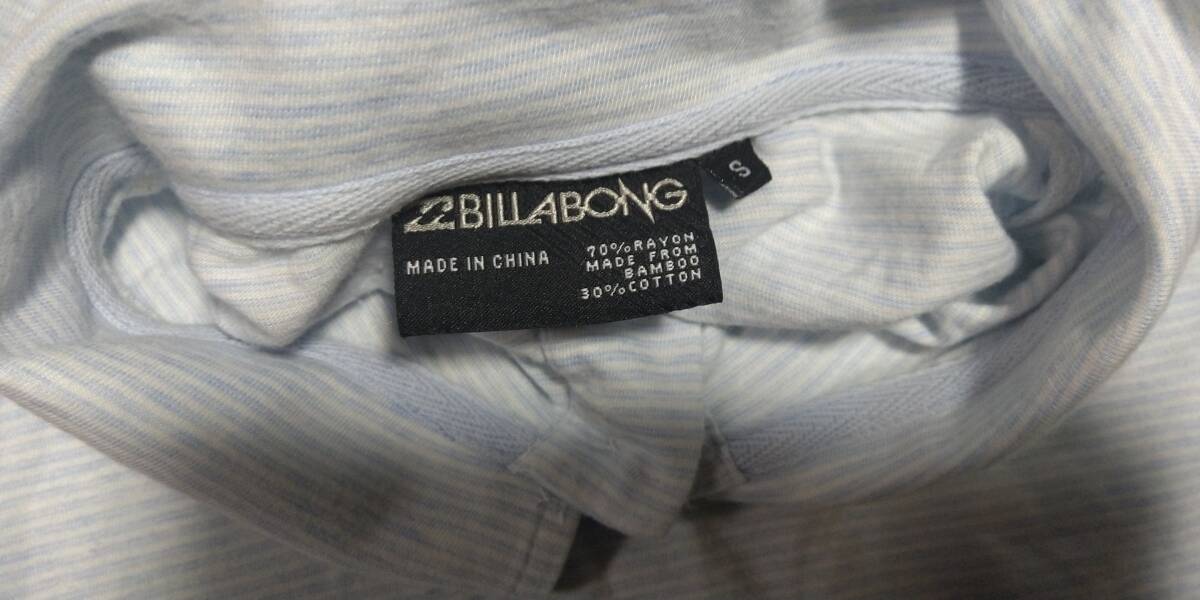 BILLABONG
S
MADE IN CHINA
70%RAYON
MADE FROM
BAMBOO
30%COTTON